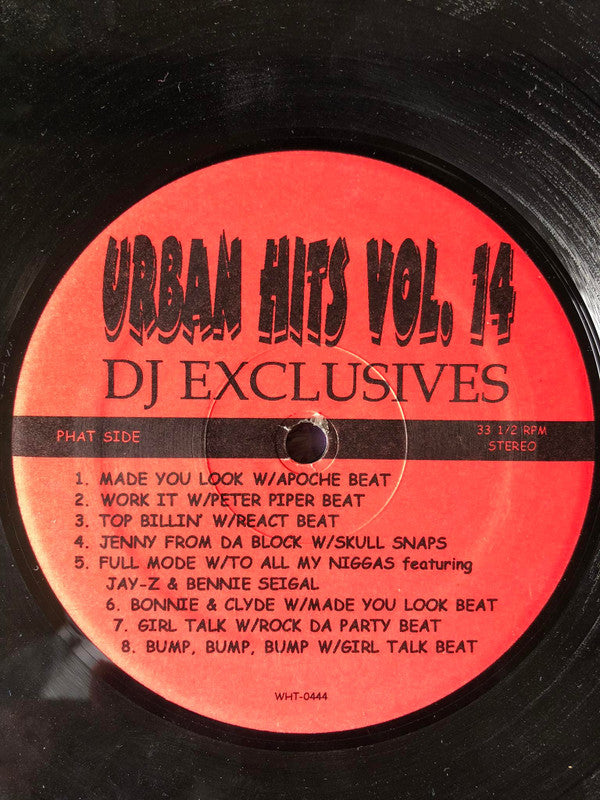 URBAN HITS VOL. 14
DJ EXCLUSIVES
PHAT SIDE
33 1/2 RPM
STEREO
1. MADE YOU LOOK W/APOCHE BEAT
2. WORK IT W/PETER PIPER BEAT
3. TOP BILLIN' W/REACT BEAT
4. JENNY FROM DA BLOCK W/SKULL SNAPS
5. FULL MODE W/TO ALL MY NIGGAS featuring
JAY-Z & BENNIE SEIGAL
6. BONNIE & CLYDE W/MADE YOU LOOK BEAT
7. GIRL TALK W/ROCK DA PARTY BEAT
8. BUMP, BUMP, BUMP W/GIRL TALK BEAT
WHT-0444